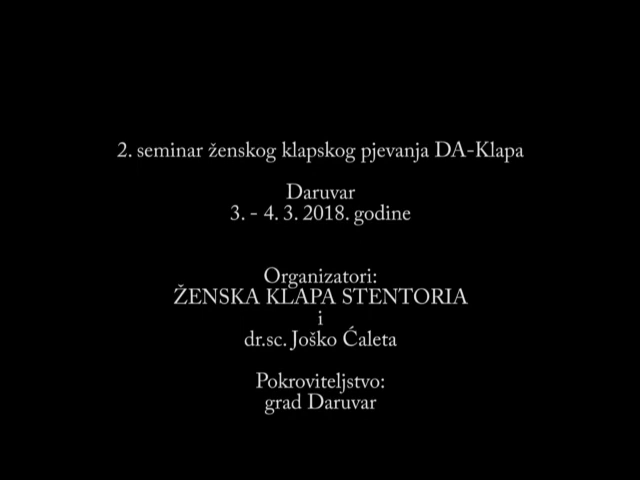 2. seminar ženskog klapskog pjevanja DA-Klapa
Daruvar
3. - 4. 3. 2018. godine
Organizatori:
ŽENSKA KLAPA STENTORIA
i
dr.sc. Joško Ćaleta
Pokroviteljstvo:
grad Daruvar